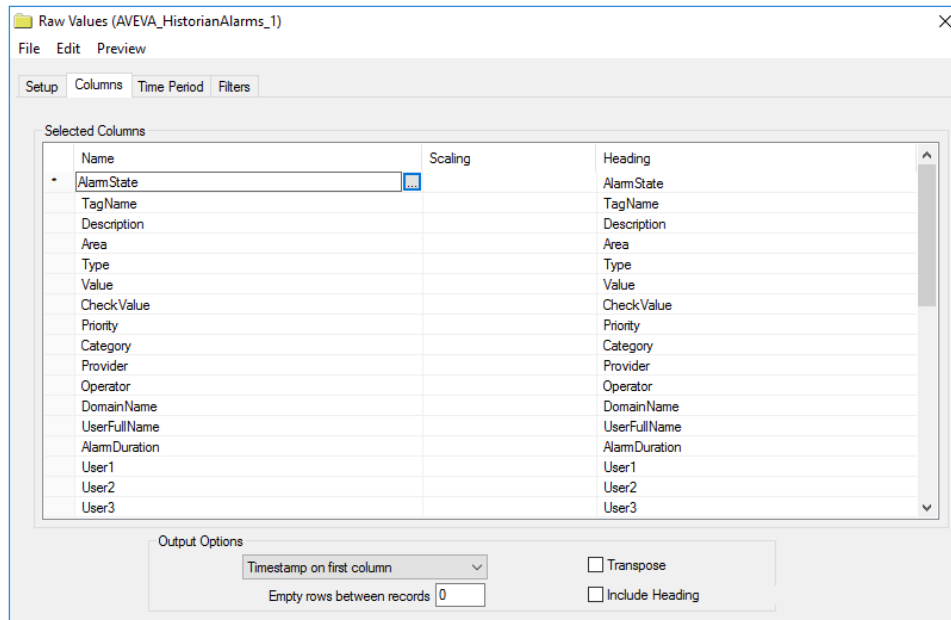 Raw Values (AVEVA_HistorianAlarms_1)
File Edit Preview
Setup Columns Time Period Filters
Selected Columns
Name Scaling Heading
* AlarmState ... AlarmState
TagName TagName
Description Description
Area Area
Type Type
Value Value
CheckValue CheckValue
Priority Priority
Category Category
Provider Provider
Operator Operator
DomainName DomainName
UserFullName UserFullName
AlarmDuration AlarmDuration
User1 User1
User2 User2
User3 User3
Output Options
Timestamp on first column Transpose
Empty rows between records 0 Include Heading